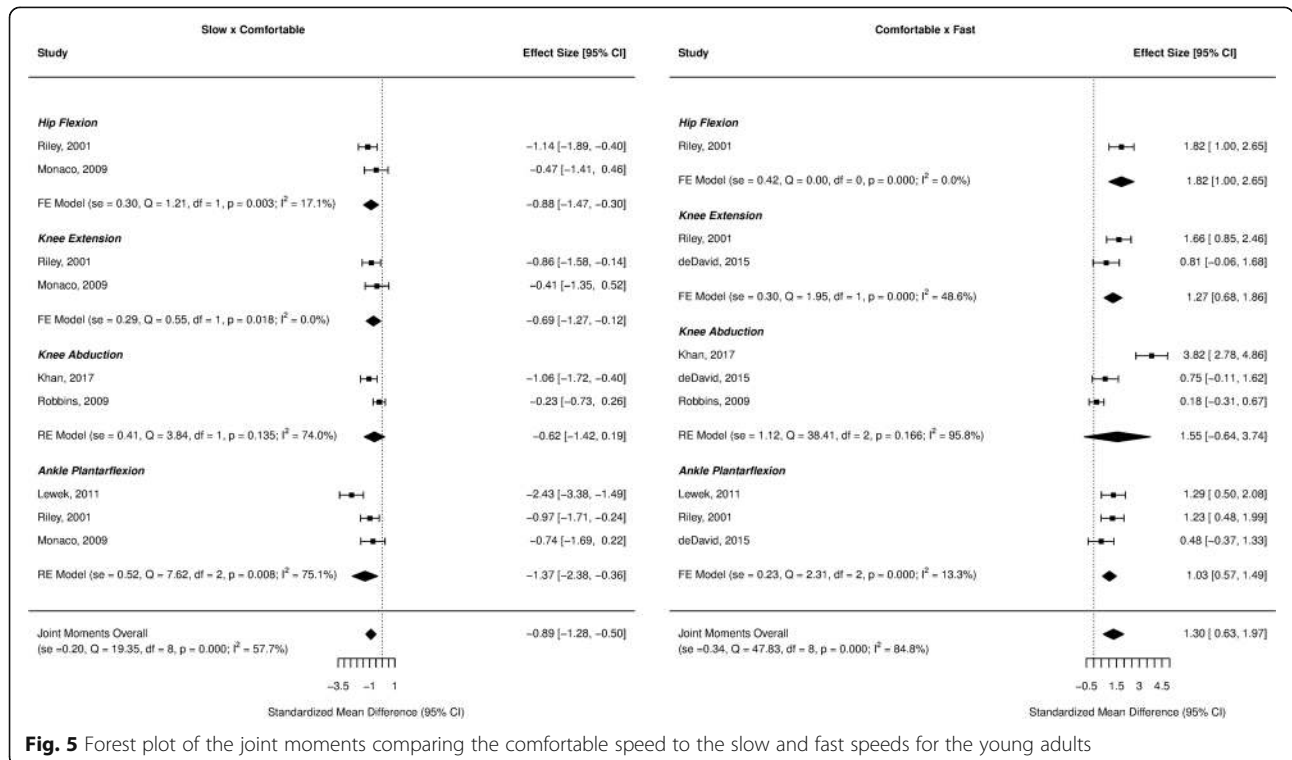 Slow x Comfortable
Study Effect Size [95% CI]
Hip Flexion
Riley, 2001 −1.14 [−1.89, −0.40]
Monaco, 2009 −0.47 [−1.41, 0.46]
FE Model (se = 0.30, Q = 1.21, df = 1, p = 0.003; I² = 17.1%) −0.88 [−1.47, −0.30]
Knee Extension
Riley, 2001 −0.86 [−1.58, −0.14]
Monaco, 2009 −0.41 [−1.35, 0.52]
FE Model (se = 0.29, Q = 0.55, df = 1, p = 0.018; I² = 0.0%) −0.69 [−1.27, −0.12]
Knee Abduction
Khan, 2017 −1.06 [−1.72, −0.40]
Robbins, 2009 −0.23 [−0.73, 0.26]
RE Model (se = 0.41, Q = 3.84, df = 1, p = 0.135; I² = 74.0%) −0.62 [−1.42, 0.19]
Ankle Plantarflexion
Lewek, 2011 −2.43 [−3.38, −1.49]
Riley, 2001 −0.97 [−1.71, −0.24]
Monaco, 2009 −0.74 [−1.69, 0.22]
RE Model (se = 0.52, Q = 7.62, df = 2, p = 0.008; I² = 75.1%) −1.37 [−2.38, −0.36]
Joint Moments Overall −0.89 [−1.28, −0.50]
(se =0.20, Q = 19.35, df = 8, p = 0.000; I² = 57.7%)
−3.5 −1 1
Standardized Mean Difference (95% CI)
Comfortable x Fast
Study Effect Size [95% CI]
Hip Flexion
Riley, 2001 1.82 [ 1.00, 2.65]
FE Model (se = 0.42, Q = 0.00, df = 0, p = 0.000; I² = 0.0%) 1.82 [1.00, 2.65]
Knee Extension
Riley, 2001 1.66 [ 0.85, 2.46]
deDavid, 2015 0.81 [−0.06, 1.68]
FE Model (se = 0.30, Q = 1.95, df = 1, p = 0.000; I² = 48.6%) 1.27 [0.68, 1.86]
Knee Abduction
Khan, 2017 3.82 [ 2.78, 4.86]
deDavid, 2015 0.75 [−0.11, 1.62]
Robbins, 2009 0.18 [−0.31, 0.67]
RE Model (se = 1.12, Q = 38.41, df = 2, p = 0.166; I² = 95.8%) 1.55 [−0.64, 3.74]
Ankle Plantarflexion
Lewek, 2011 1.29 [ 0.50, 2.08]
Riley, 2001 1.23 [ 0.48, 1.99]
deDavid, 2015 0.48 [−0.37, 1.33]
FE Model (se = 0.23, Q = 2.31, df = 2, p = 0.000; I² = 13.3%) 1.03 [0.57, 1.49]
Joint Moments Overall 1.30 [ 0.63, 1.97]
(se =0.34, Q = 47.83, df = 8, p = 0.000; I² = 84.8%)
−0.5 1.5 3 4.5
Standardized Mean Difference (95% CI)
Fig. 5 Forest plot of the joint moments comparing the comfortable speed to the slow and fast speeds for the young adults